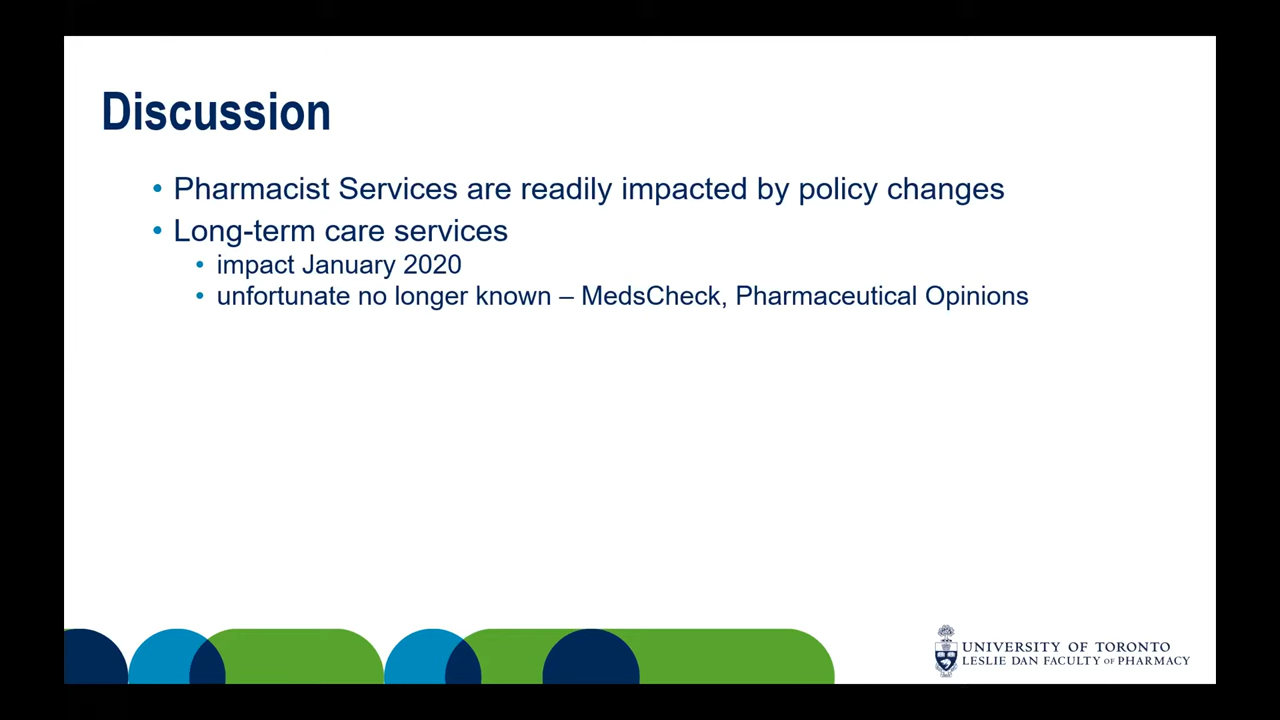 Discussion
• Pharmacist Services are readily impacted by policy changes
• Long-term care services
• impact January 2020
• unfortunate no longer known – MedsCheck, Pharmaceutical Opinions
UNIVERSITY OF TORONTO
LESLIE DAN FACULTY OF PHARMACY